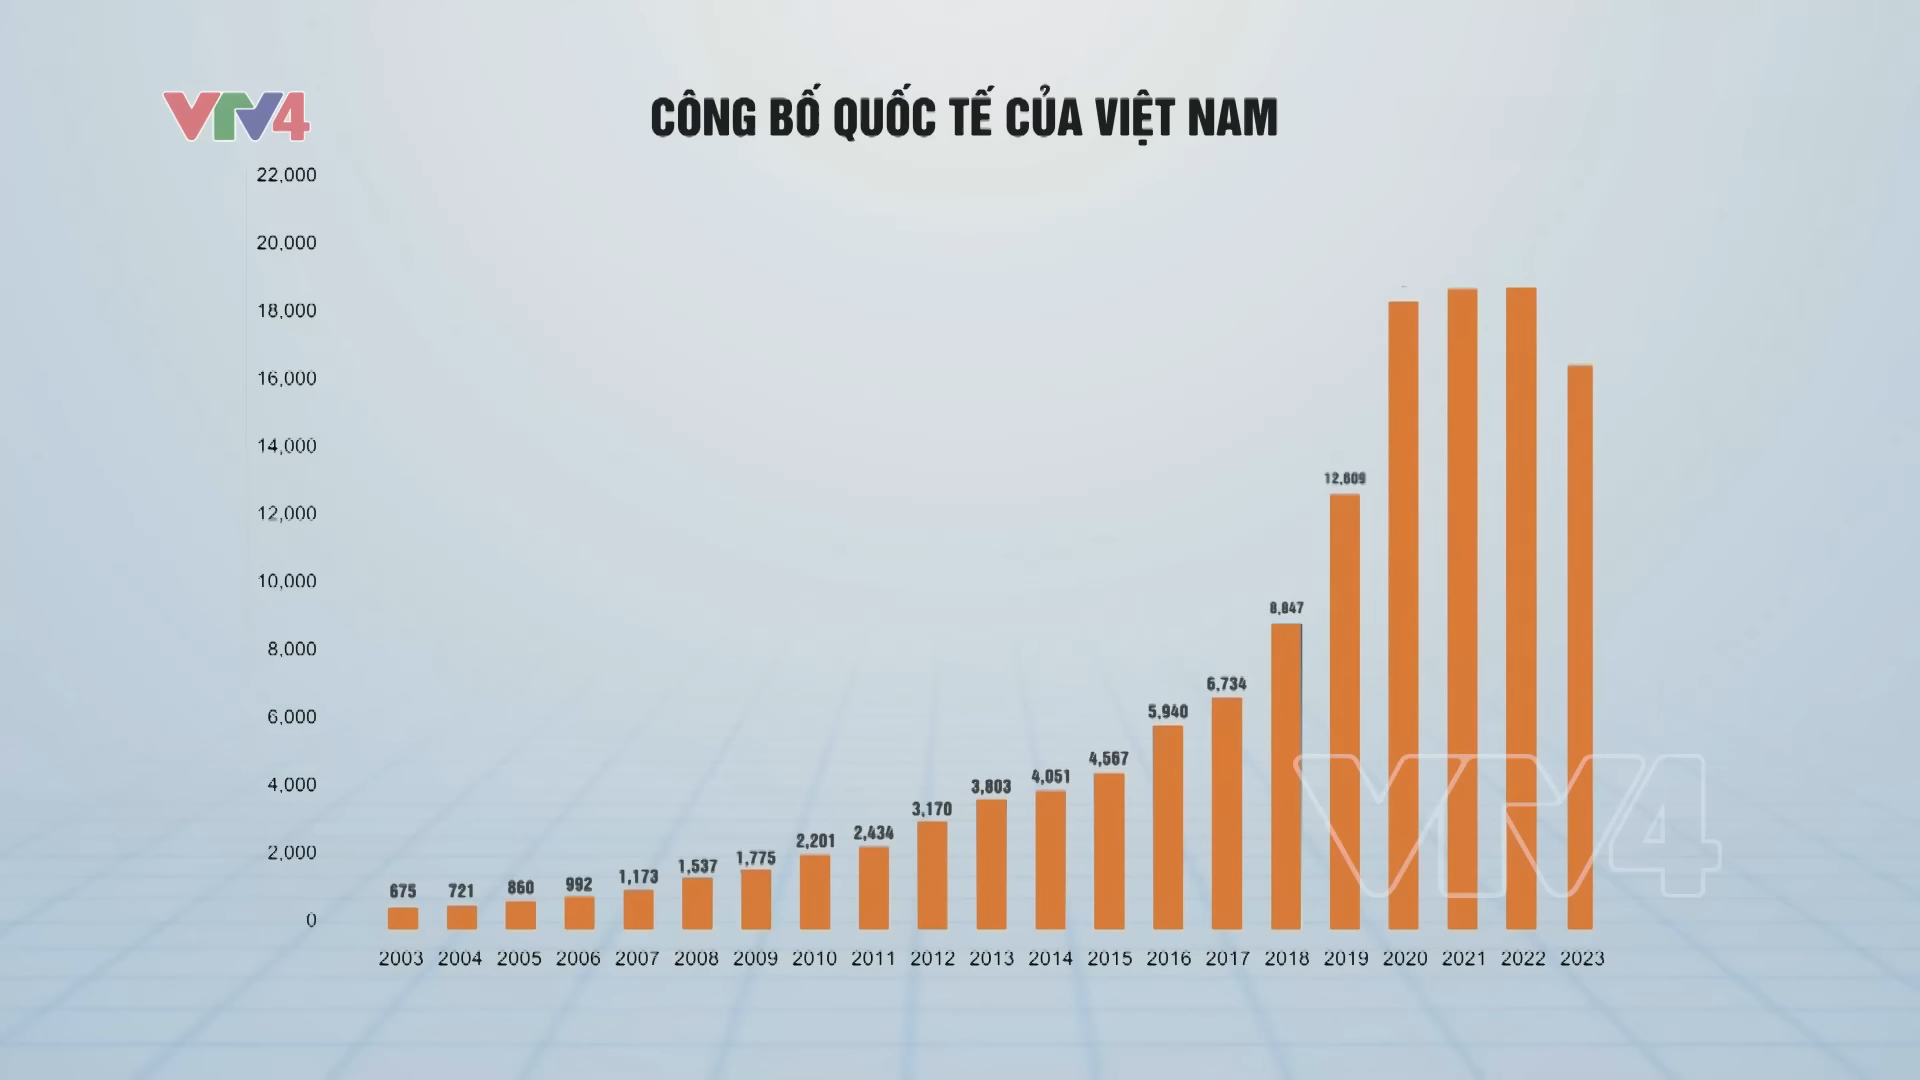 VTV4
CÔNG BỐ QUỐC TẾ CỦA VIỆT NAM
22,000
20,000
18,000
16,000
14,000
12,000
10,000
8,000
6,000
4,000
2,000
0
675 721 860 992 1,173 1,537 1,775 2,201 2,434 3,170 3,803 4,051 4,567 5,940 6,734 8,847 12,609
2003 2004 2005 2006 2007 2008 2009 2010 2011 2012 2013 2014 2015 2016 2017 2018 2019 2020 2021 2022 2023
VTV4